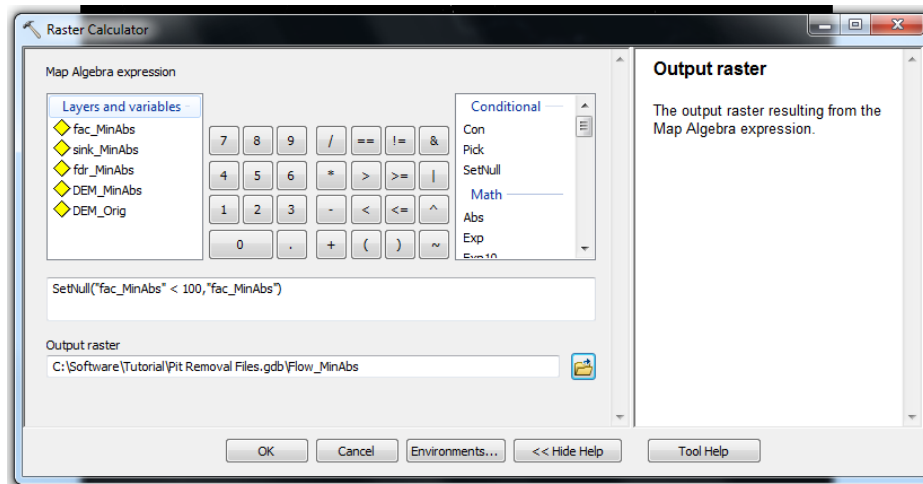 Raster Calculator
Map Algebra expression
Layers and variables
fac_MinAbs
sink_MinAbs
fdr_MinAbs
DEM_MinAbs
DEM_Orig
7 8 9 / == != &
4 5 6 * > >= |
1 2 3 - < <= ^
0 . + ( ) ~
Conditional
Con
Pick
SetNull
Math
Abs
Exp
Exp10
SetNull("fac_MinAbs" < 100,"fac_MinAbs")
Output raster
C:\Software\Tutorial\Pit Removal Files.gdb\Flow_MinAbs
OK Cancel Environments... << Hide Help Tool Help
Output raster
The output raster resulting from the
Map Algebra expression.